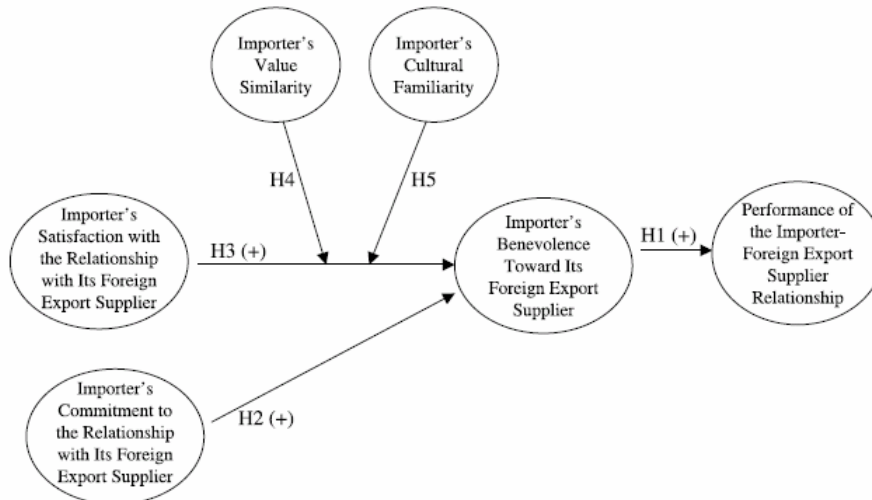 Importer's
Value
Similarity
Importer's
Cultural
Familiarity
H4
H5
Importer's
Satisfaction with
the Relationship
with Its Foreign
Export Supplier
H3 (+)
Importer's
Benevolence
Toward Its
Foreign Export
Supplier
H1 (+)
Performance of
the Importer-
Foreign Export
Supplier
Relationship
Importer's
Commitment to
the Relationship
with Its Foreign
Export Supplier
H2 (+)